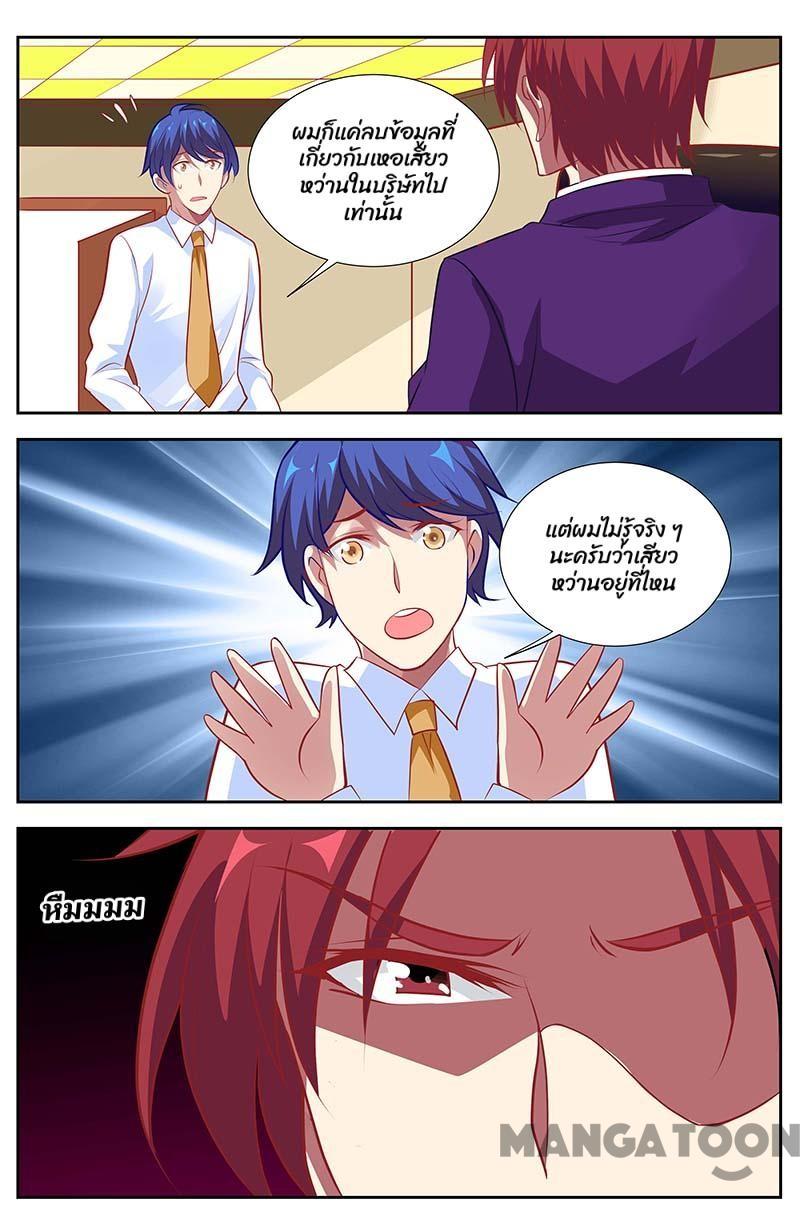 ผมก็แค่ลบข้อมูลที่
เกี่ยวกับเหอเสี่ยว
หว่านในบริษัทไป
เท่านั้น
แต่ผมไม่รู้จริง ๆ
นะครับว่าเสี่ยว
หว่านอยู่ที่ไหน
หืมมมม
MANGATOON